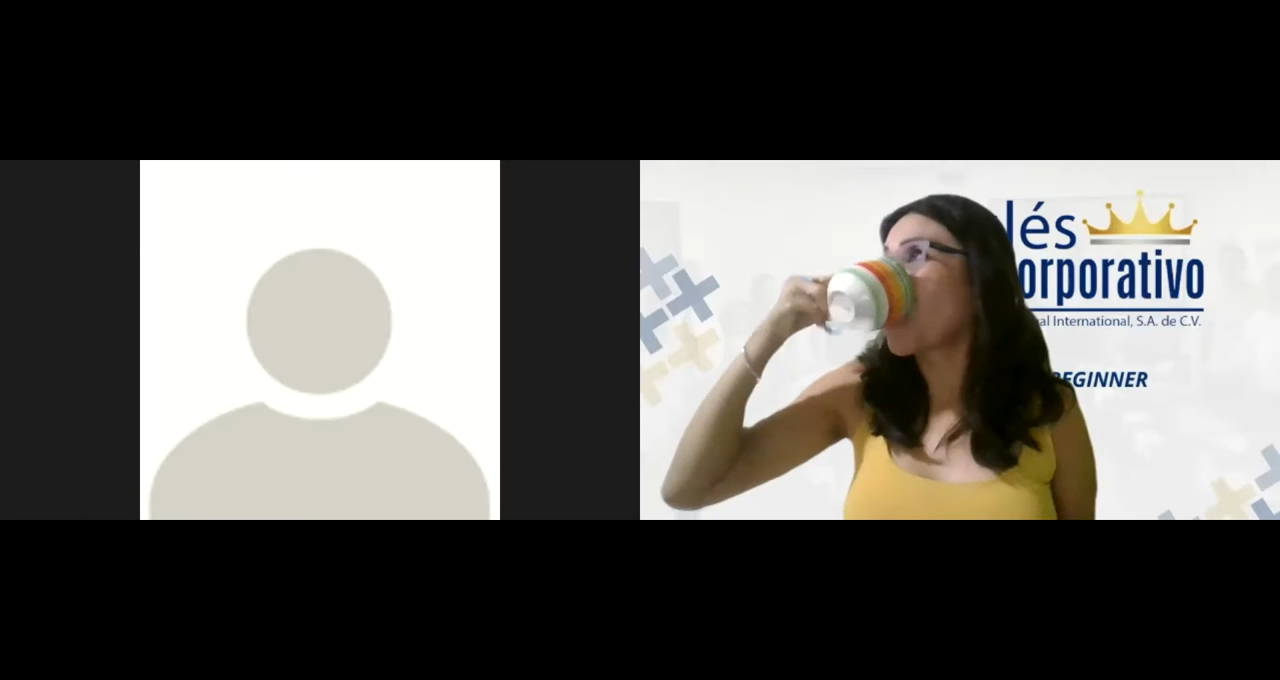 lés
orporativo
al International, S.A. de C.V.
BEGINNER